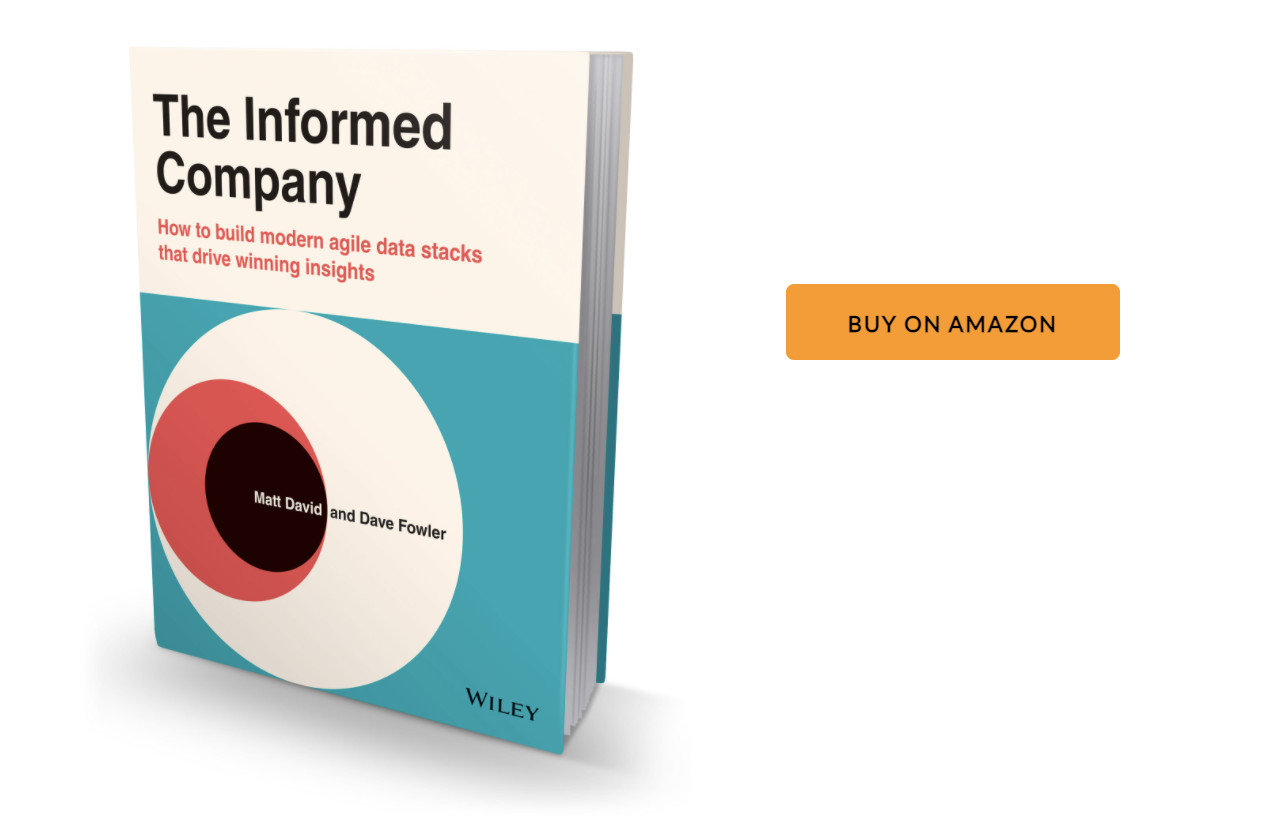 The Informed
Company
How to build modern agile data stacks
that drive winning insights
Matt David and Dave Fowler
WILEY
BUY ON AMAZON